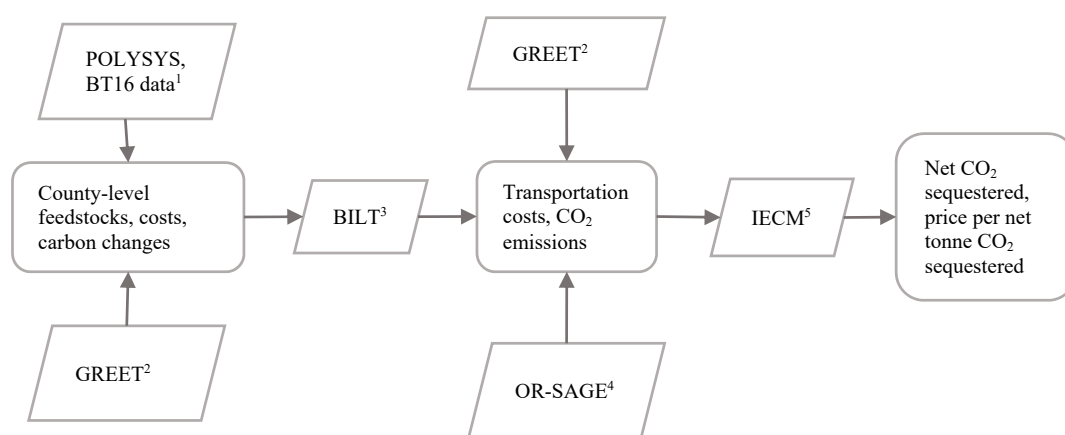 POLYSYS,
BT16 data¹
GREET²
County-level
feedstocks, costs,
carbon changes
BILT³
Transportation
costs, CO₂
emissions
IECM⁵
Net CO₂
sequestered,
price per net
tonne CO₂
sequestered
GREET²
OR-SAGE⁴